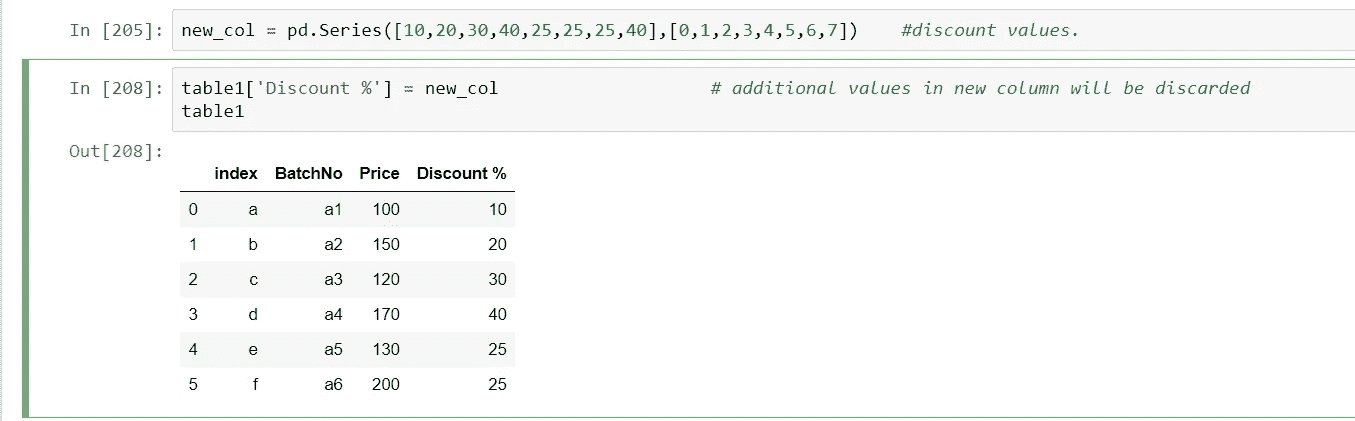 In [205]: new_col = pd.Series([10,20,30,40,25,25,25,40],[0,1,2,3,4,5,6,7]) #discount values.
In [208]: table1['Discount %'] = new_col # additional values in new column will be discarded
table1
Out[208]:
index BatchNo Price Discount %
0 a a1 100 10
1 b a2 150 20
2 c a3 120 30
3 d a4 170 40
4 e a5 130 25
5 f a6 200 25